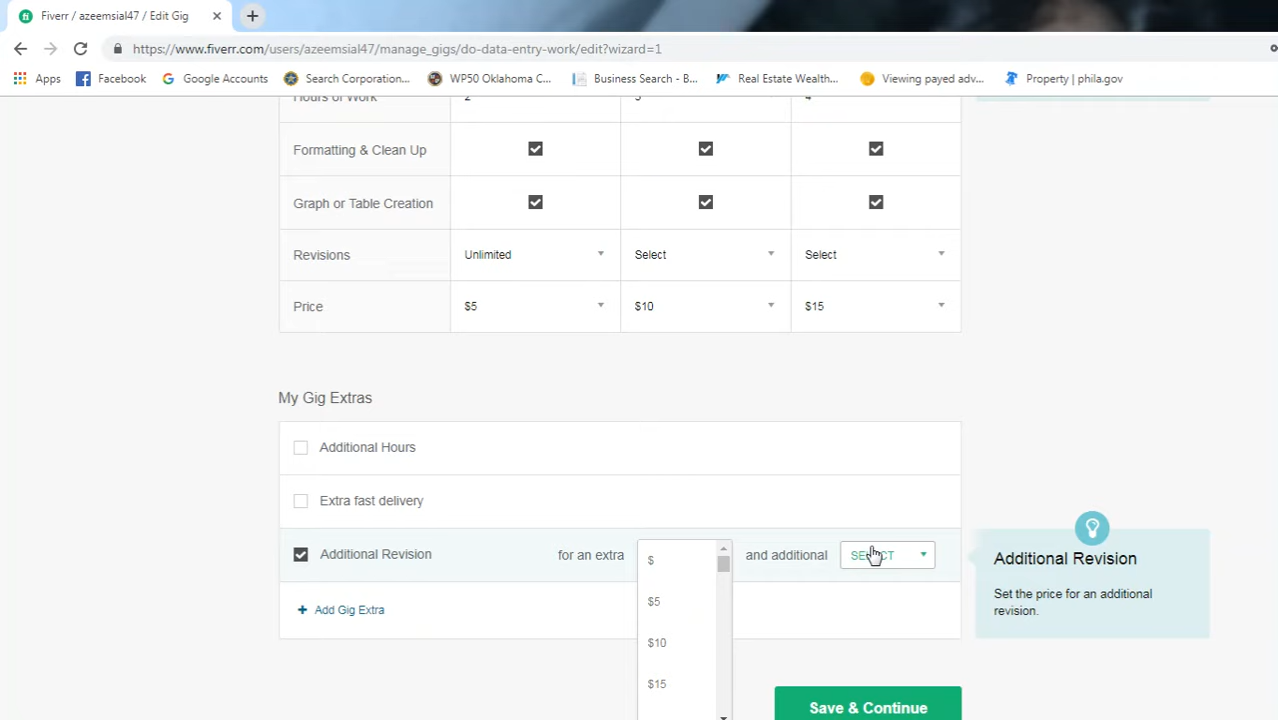 Fiverr / azeemsial47 / Edit Gig
https://www.fiverr.com/users/azeemsial47/manage_gigs/do-data-entry-work/edit?wizard=1
Apps Facebook Google Accounts Search Corporation... WP50 Oklahoma C... Business Search - B... Real Estate Wealth... Viewing payed adv... Property | phila.gov
Hours of Work 2
Formatting & Clean Up
Graph or Table Creation
Revisions Unlimited Select Select
Price $5 $10 $15
My Gig Extras
Additional Hours
Extra fast delivery
Additional Revision for an extra and additional
$
$5
$10
$15
+ Add Gig Extra
Additional Revision
Set the price for an additional
revision.
Save & Continue